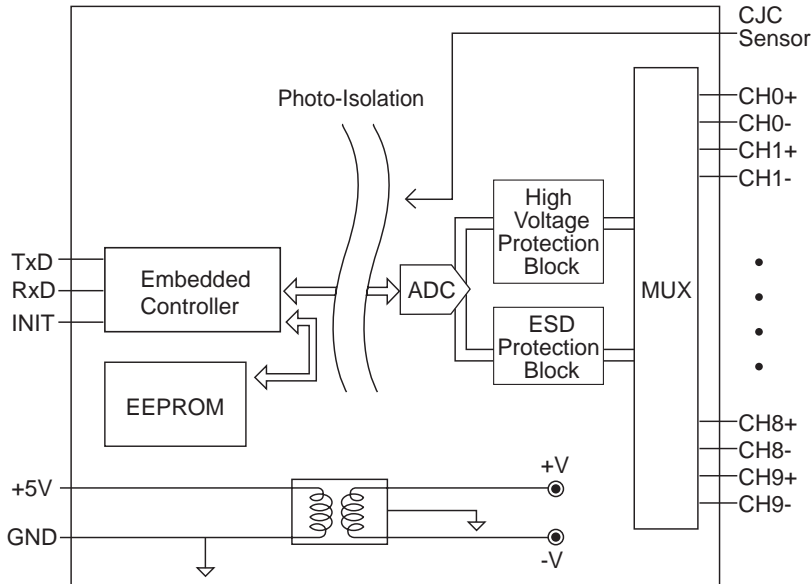 CJC
Sensor
Photo-Isolation
CH0+
CH0-
CH1+
CH1-
High
Voltage
Protection
Block
TxD
RxD
INIT
Embedded
Controller
ADC
MUX
ESD
Protection
Block
EEPROM
CH8+
CH8-
CH9+
CH9-
+5V
GND
+V
-V